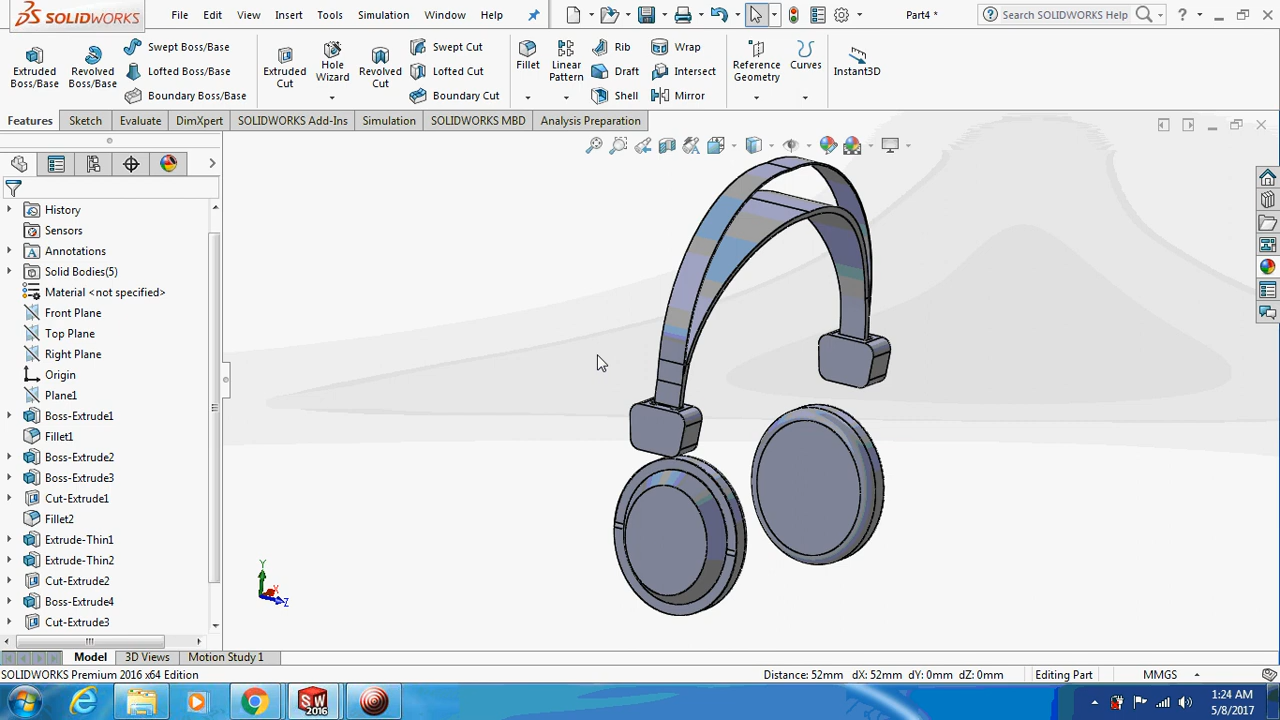 SOLIDWORKS File Edit View Insert Tools Simulation Window Help Part4 * Search SOLIDWORKS Help
Extruded Boss/Base
Revolved Boss/Base
Swept Boss/Base
Lofted Boss/Base
Boundary Boss/Base
Extruded Cut
Hole Wizard
Revolved Cut
Swept Cut
Lofted Cut
Boundary Cut
Fillet
Linear Pattern
Rib
Draft
Shell
Wrap
Intersect
Mirror
Reference Geometry
Curves
Instant3D
Features Sketch Evaluate DimXpert SOLIDWORKS Add-Ins Simulation SOLIDWORKS MBD Analysis Preparation
History
Sensors
Annotations
Solid Bodies(5)
Material <not specified>
Front Plane
Top Plane
Right Plane
Origin
Plane1
Boss-Extrude1
Fillet1
Boss-Extrude2
Boss-Extrude3
Cut-Extrude1
Fillet2
Extrude-Thin1
Extrude-Thin2
Cut-Extrude2
Boss-Extrude4
Cut-Extrude3
Y
X
Z
Model 3D Views Motion Study 1
SOLIDWORKS Premium 2016 x64 Edition Distance: 52mm dX: 52mm dY: 0mm dZ: 0mm Editing Part MMGS
SW
2016
1:24 AM
5/8/2017